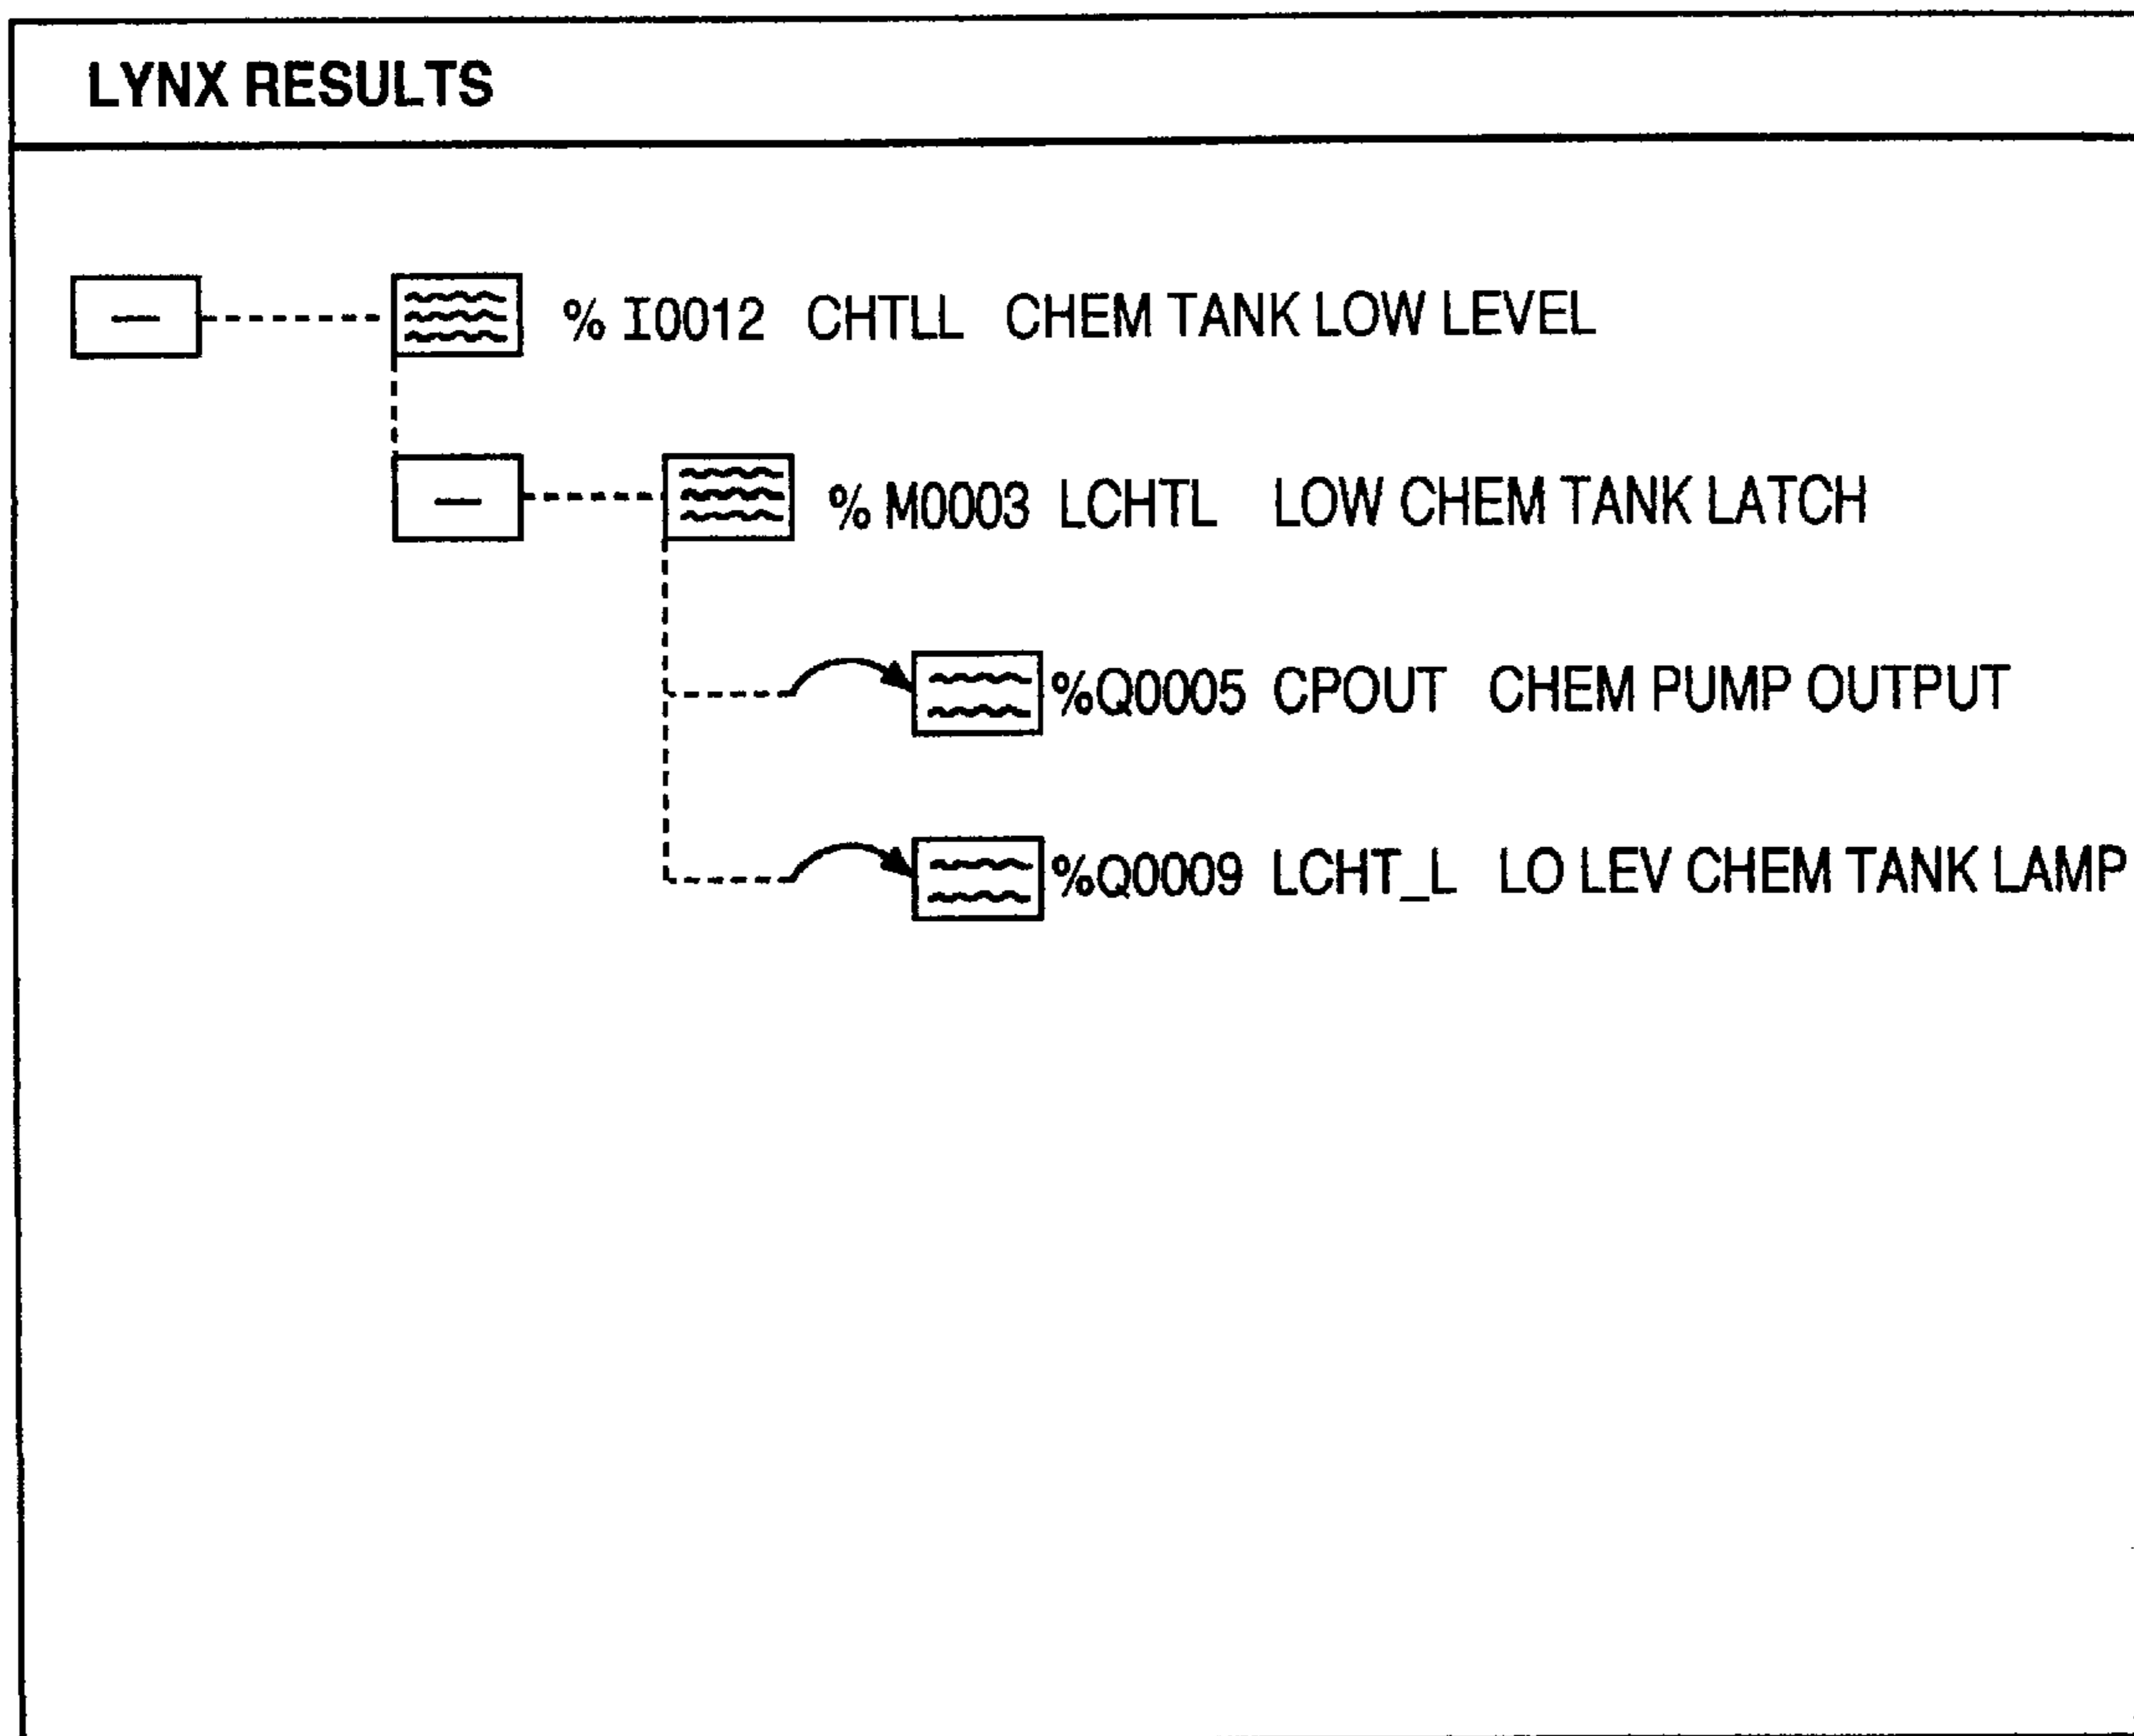 LYNX RESULTS
% I0012 CHTLL CHEM TANK LOW LEVEL
% M0003 LCHTL LOW CHEM TANK LATCH
%Q0005 CPOUT CHEM PUMP OUTPUT
%Q0009 LCHT_L LO LEV CHEM TANK LAMP